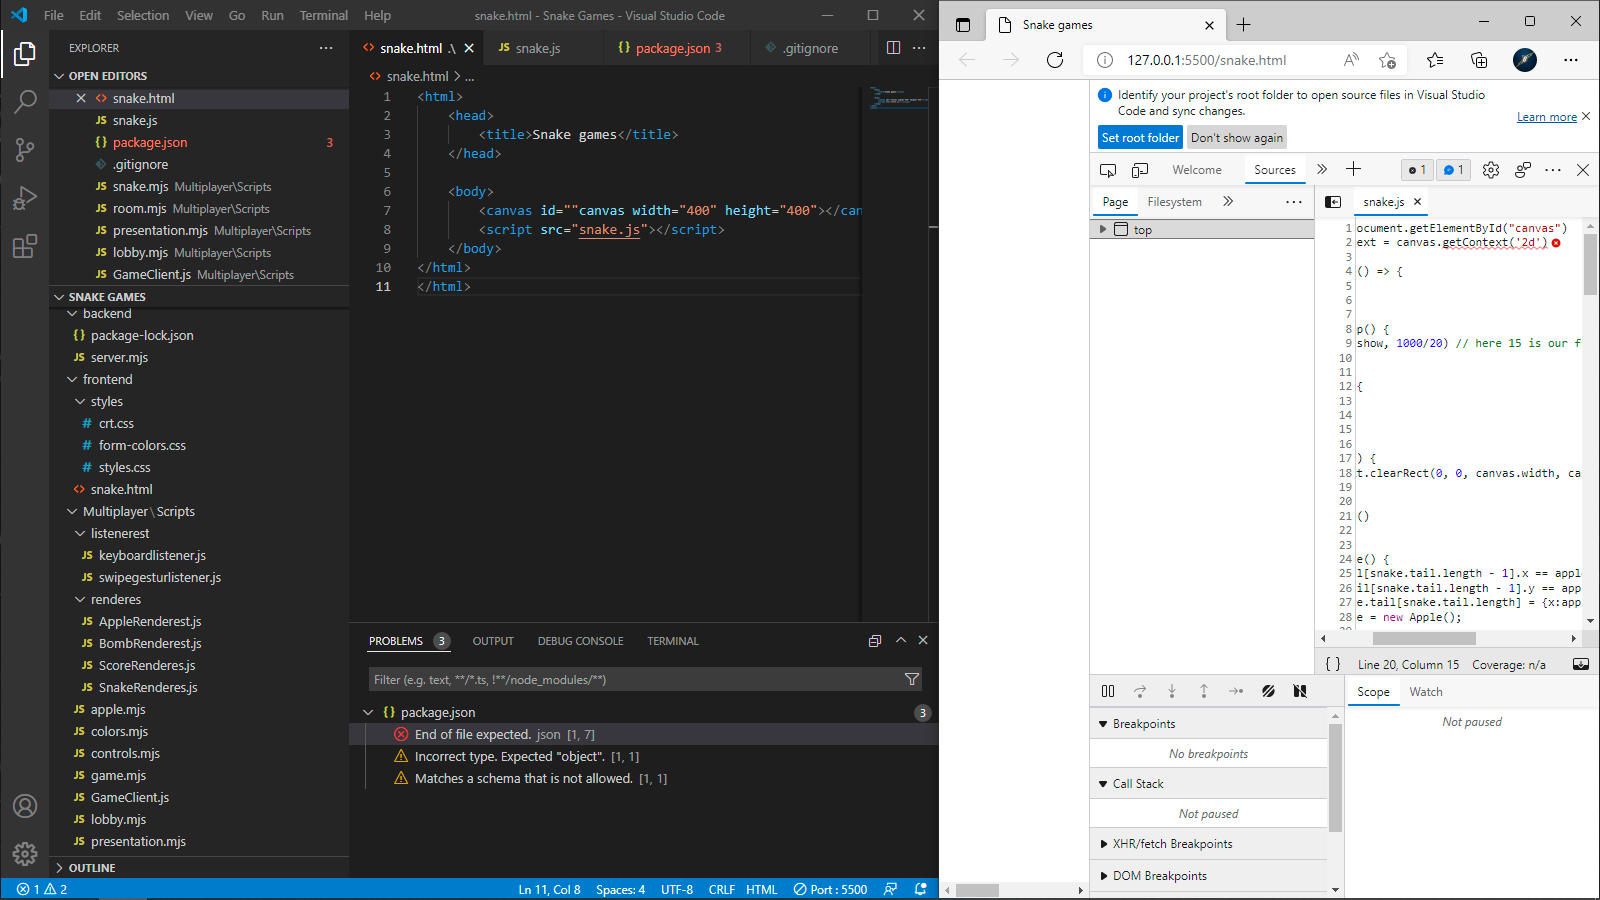 File Edit Selection View Go Run Terminal Help
snake.html - Snake Games - Visual Studio Code
EXPLORER
OPEN EDITORS
snake.html
JS snake.js
{} package.json 3
.gitignore
JS snake.mjs Multiplayer\Scripts
JS room.mjs Multiplayer\Scripts
JS presentation.mjs Multiplayer\Scripts
JS lobby.mjs Multiplayer\Scripts
JS GameClient.js Multiplayer\Scripts
SNAKE GAMES
backend
{} package-lock.json
JS server.mjs
frontend
styles
# crt.css
# form-colors.css
# styles.css
<> snake.html
Multiplayer\Scripts
listenerest
JS keyboardlistener.js
JS swipegesturlistener.js
renderes
JS AppleRenderest.js
JS BombRenderest.js
JS ScoreRenderes.js
JS SnakeRenderes.js
JS apple.mjs
JS colors.mjs
JS controls.mjs
JS game.mjs
JS GameClient.js
JS lobby.mjs
JS presentation.mjs
OUTLINE
<> snake.html .\ JS snake.js {} package.json 3 .gitignore
<> snake.html > ...
1 <html>
2 <head>
3 <title>Snake games</title>
4 </head>
5
6 <body>
7 <canvas id=""canvas width="400" height="400"></can
8 <script src="snake.js"></script>
9 </body>
10 </html>
11 </html>
PROBLEMS 3 OUTPUT DEBUG CONSOLE TERMINAL
Filter (e.g. text, **/*.ts, !**/node_modules/**)
{} package.json 3
End of file expected. json [1, 7]
Incorrect type. Expected "object". [1, 1]
Matches a schema that is not allowed. [1, 1]
1 2 Ln 11, Col 8 Spaces: 4 UTF-8 CRLF HTML Port : 5500
Snake games
127.0.0.1:5500/snake.html
Identify your project's root folder to open source files in Visual Studio
Code and sync changes.
Learn more
Set root folder Don't show again
Welcome Sources 1 1
Page Filesystem
top
snake.js
1 ocument.getElementById("canvas")
2 ext = canvas.getContext('2d')
3
4 () => {
5
6
7
8 p() {
9 show, 1000/20) // here 15 is our f
10
11
12 {
13
14
15
16
17 ) {
18 t.clearRect(0, 0, canvas.width, ca
19
20
21 ()
22
23
24 e() {
25 l[snake.tail.length - 1].x == appl
26 il[snake.tail.length - 1].y == app
27 e.tail[snake.tail.length] = {x:app
28 e = new Apple();
{} Line 20, Column 15 Coverage: n/a
Scope Watch
Not paused
Breakpoints
No breakpoints
Call Stack
Not paused
XHR/fetch Breakpoints
DOM Breakpoints